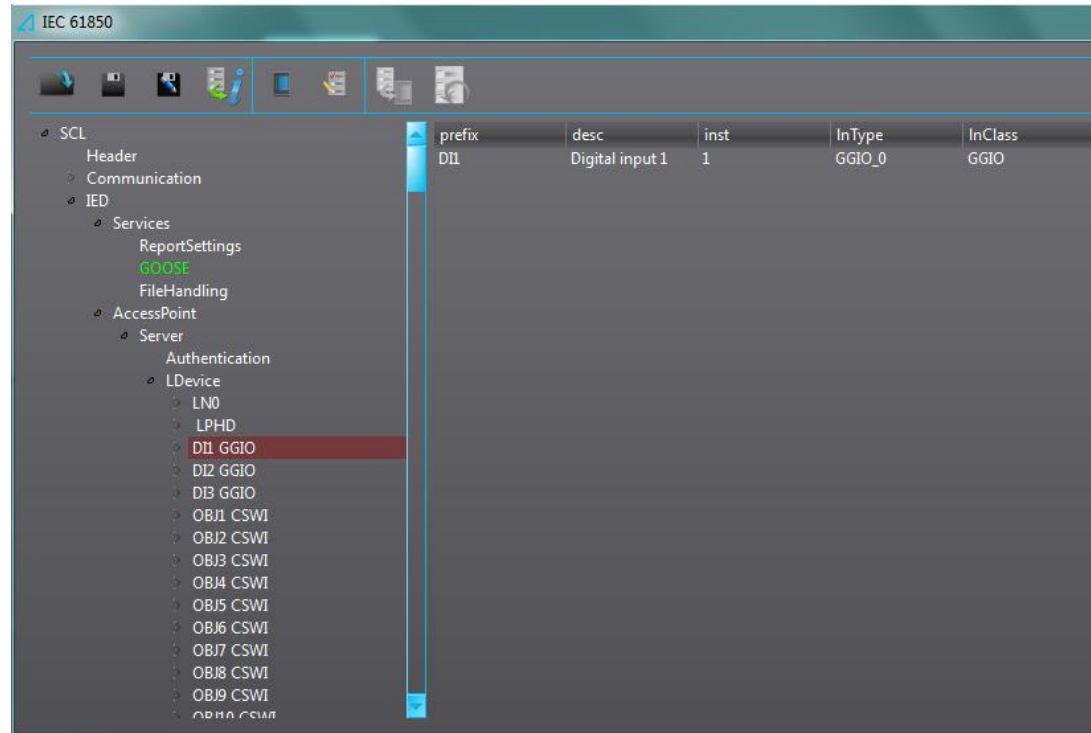 IEC 61850
SCL
Header
Communication
IED
Services
ReportSettings
GOOSE
FileHandling
AccessPoint
Server
Authentication
LDevice
LN0
LPHD
DI1 GGIO
DI2 GGIO
DI3 GGIO
OBJ1 CSWI
OBJ2 CSWI
OBJ3 CSWI
OBJ4 CSWI
OBJ5 CSWI
OBJ6 CSWI
OBJ7 CSWI
OBJ8 CSWI
OBJ9 CSWI
OBJ10 CSWI
prefix desc inst lnType lnClass
DI1 Digital input 1 1 GGIO_0 GGIO